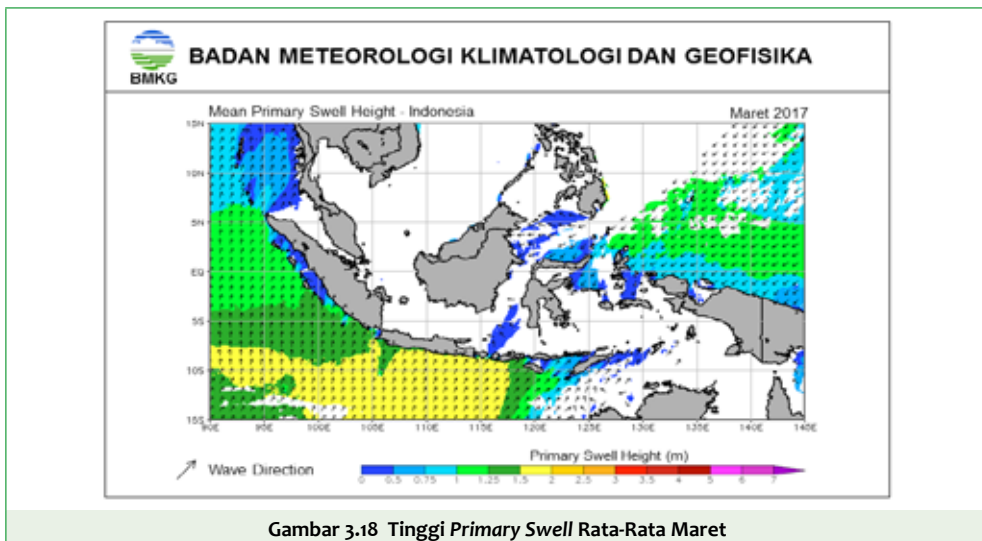 BADAN METEOROLOGI KLIMATOLOGI DAN GEOFISIKA
BMKG
Mean Primary Swell Height - Indonesia Maret 2017
15N
10N
5N
EQ
5S
10S
15S
90E 95E 100E 105E 110E 115E 120E 125E 130E 135E 140E
Primary Swell Height (m)
Wave Direction
0 0.5 0.75 1 1.25 1.5 2 2.5 3 3.5 4 5 6 7
Gambar 3.18 Tinggi Primary Swell Rata-Rata Maret